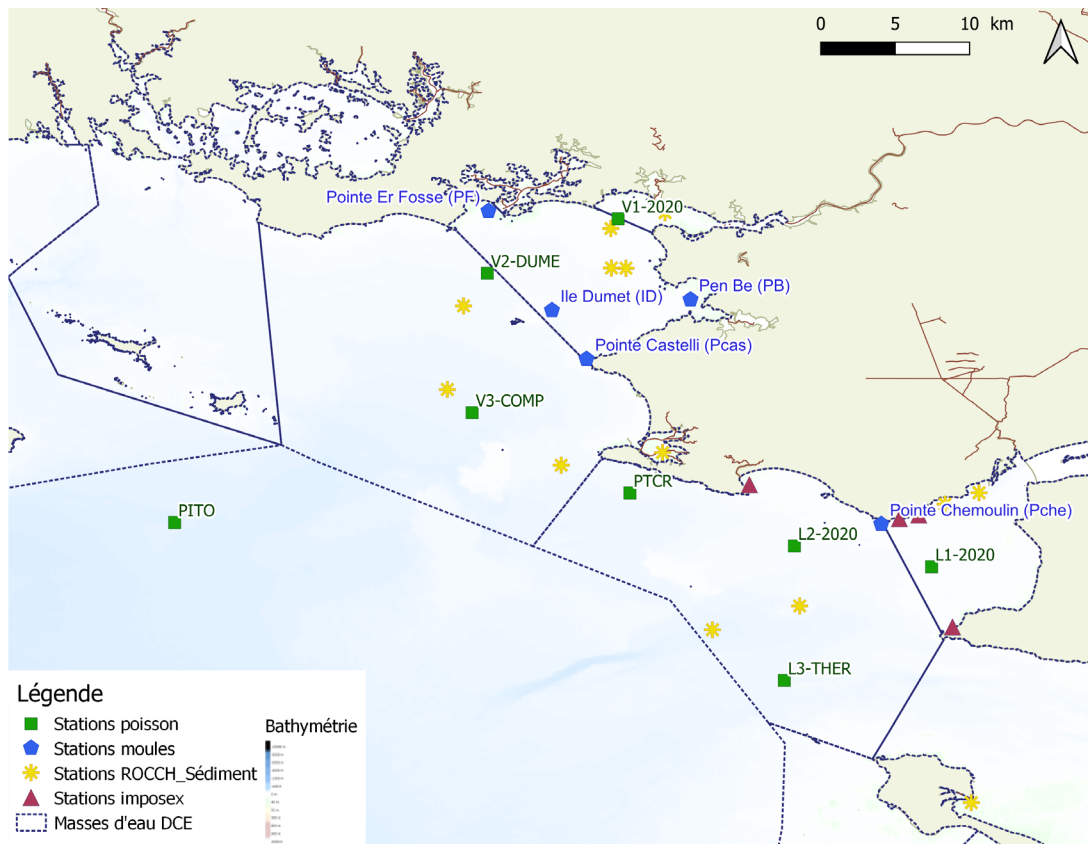 0 5 10 km
Pointe Er Fosse (PF)
V1-2020
V2-DUME
Ile Dumet (ID)
Pen Be (PB)
Pointe Castelli (Pcas)
V3-COMP
PTCR
PITO
Pointe Chemoulin (Pche)
L2-2020
L1-2020
L3-THER
Légende
Stations poisson
Stations moules
Stations ROCCH_Sédiment
Stations imposex
Masses d'eau DCE
Bathymétrie